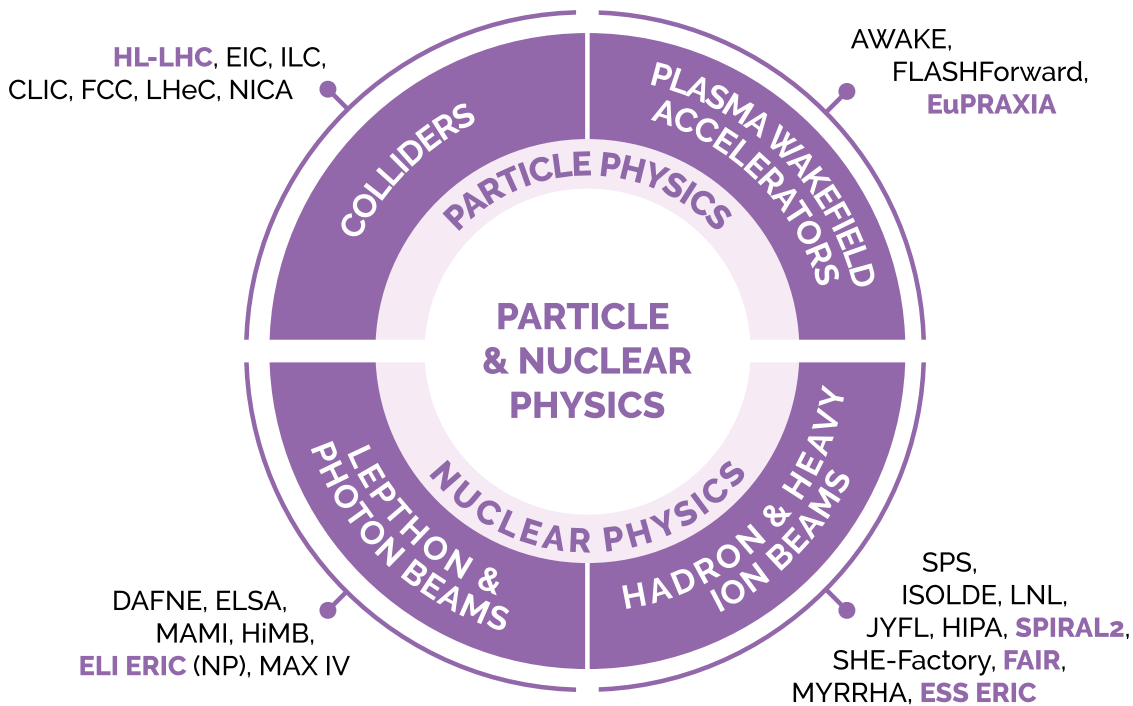 HL-LHC, EIC, ILC,
CLIC, FCC, LHeC, NICA
AWAKE,
FLASHForward,
EuPRAXIA
COLLIDERS
PLASMA WAKEFIELD
ACCELERATORS
PARTICLE PHYSICS
PARTICLE
& NUCLEAR
PHYSICS
NUCLEAR PHYSICS
LEPTHON &
PHOTON BEAMS
HADRON & HEAVY
ION BEAMS
DAFNE, ELSA,
MAMI, HiMB,
ELI ERIC (NP), MAX IV
SPS,
ISOLDE, LNL,
JYFL, HIPA, SPIRAL2,
SHE-Factory, FAIR,
MYRRHA, ESS ERIC